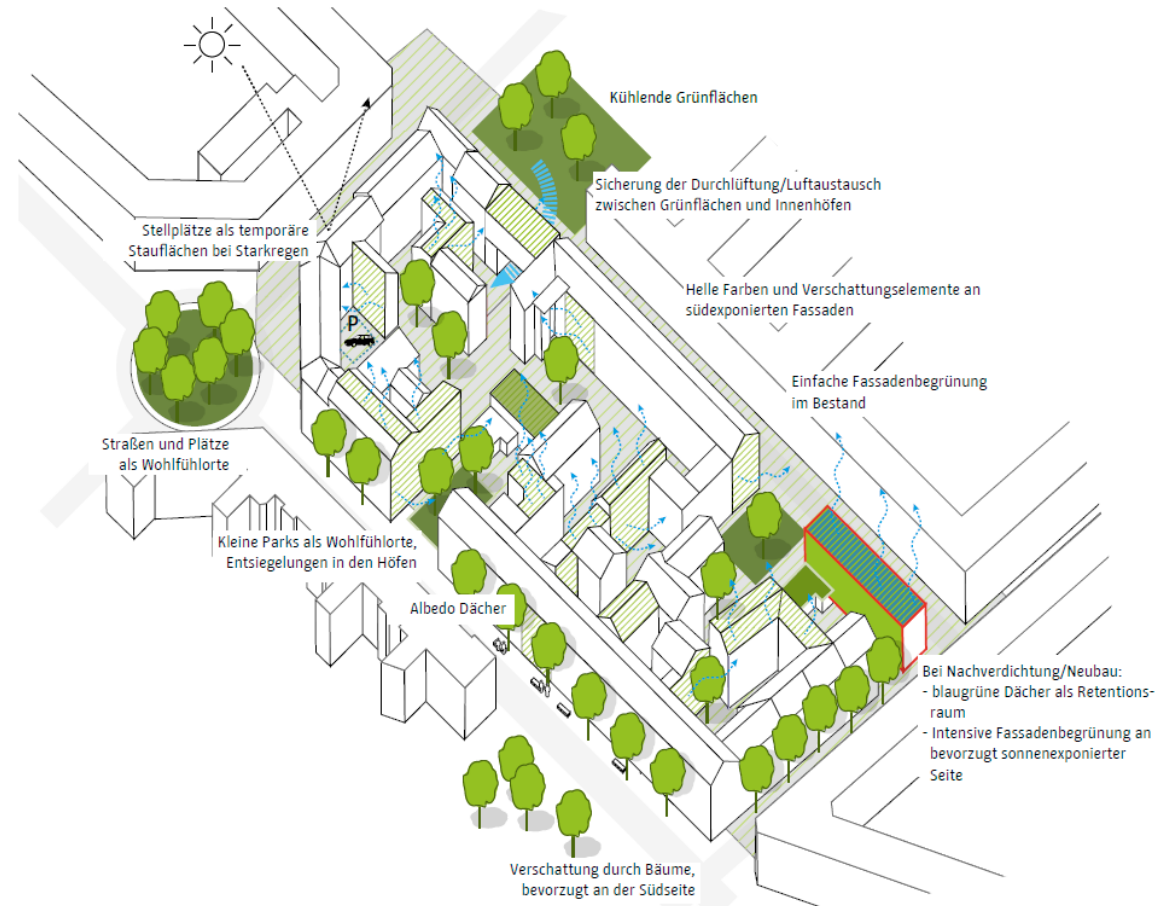 Kühlende Grünflächen
Sicherung der Durchlüftung/Luftaustausch
zwischen Grünflächen und Innenhöfen
Stellplätze als temporäre
Stauflächen bei Starkregen
Helle Farben und Verschattungselemente an
südexponierten Fassaden
P
Einfache Fassadenbegrünung
im Bestand
Straßen und Plätze
als Wohlfühlorte
Kleine Parks als Wohlfühlorte,
Entsiegelungen in den Höfen
Albedo Dächer
Bei Nachverdichtung/Neubau:
- blaugrüne Dächer als Retentions-
raum
- Intensive Fassadenbegrünung an
bevorzugt sonnenexponierter
Seite
Verschattung durch Bäume,
bevorzugt an der Südseite